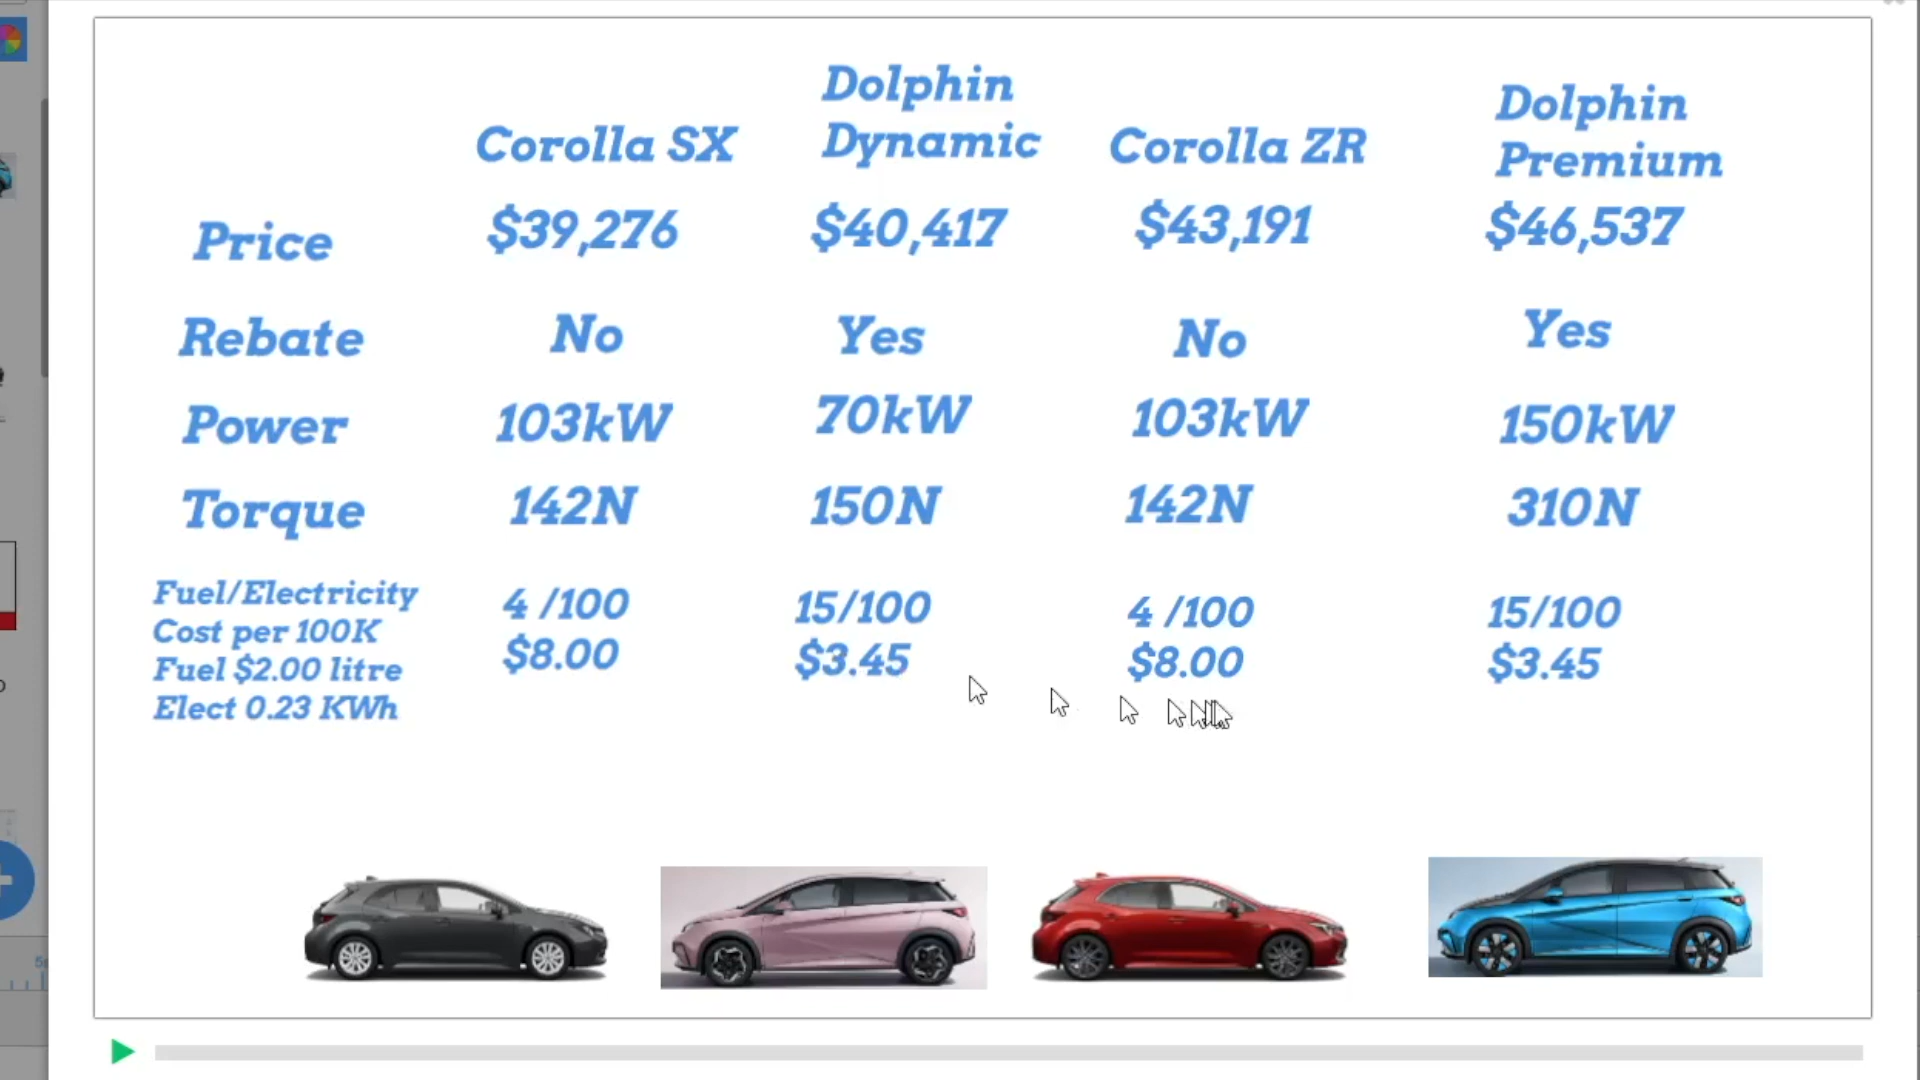 Corolla SX
Dolphin
Dynamic
Corolla ZR
Dolphin
Premium
Price
$39,276
$40,417
$43,191
$46,537
Rebate
No
Yes
No
Yes
Power
103kW
70kW
103kW
150kW
Torque
142N
150N
142N
310N
Fuel/Electricity
Cost per 100K
Fuel $2.00 litre
Elect 0.23 KWh
4 /100
$8.00
15/100
$3.45
4 /100
$8.00
15/100
$3.45